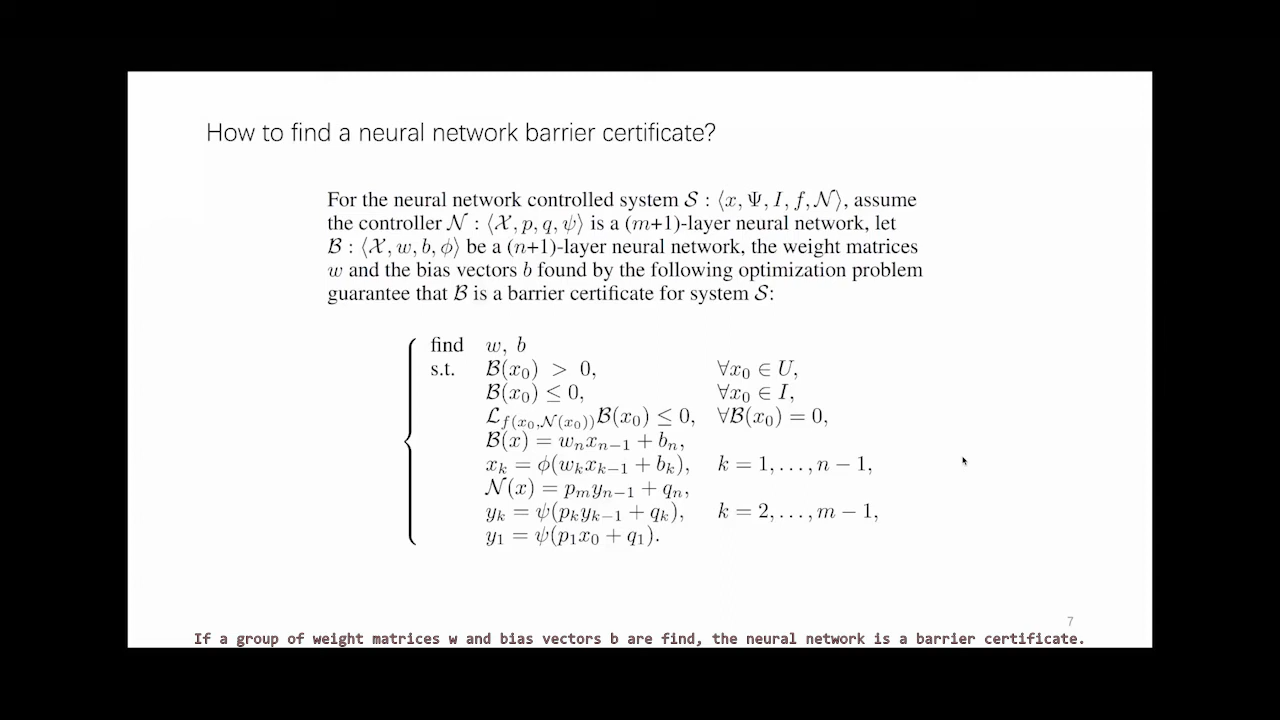 How to find a neural network barrier certificate?
For the neural network controlled system 𝒮 : ⟨x, Ψ, I, f, 𝒩⟩, assume
the controller 𝒩 : ⟨𝒳, p, q, ψ⟩ is a (m+1)-layer neural network, let
ℬ : ⟨𝒳, w, b, ϕ⟩ be a (n+1)-layer neural network, the weight matrices
w and the bias vectors b found by the following optimization problem
guarantee that ℬ is a barrier certificate for system 𝒮:
find w, b
s.t. ℬ(x₀) > 0, ∀x₀ ∈ U,
ℬ(x₀) ≤ 0, ∀x₀ ∈ I,
ℒ_{f(x₀,𝒩(x₀))}ℬ(x₀) ≤ 0, ∀ℬ(x₀) = 0,
ℬ(x) = wₙxₙ₋₁ + bₙ,
xₖ = ϕ(wₖxₖ₋₁ + bₖ), k = 1, . . . , n − 1,
𝒩(x) = pₘyₙ₋₁ + qₙ,
yₖ = ψ(pₖyₖ₋₁ + qₖ), k = 2, . . . , m − 1,
y₁ = ψ(p₁x₀ + q₁).
7
If a group of weight matrices w and bias vectors b are find, the neural network is a barrier certificate.